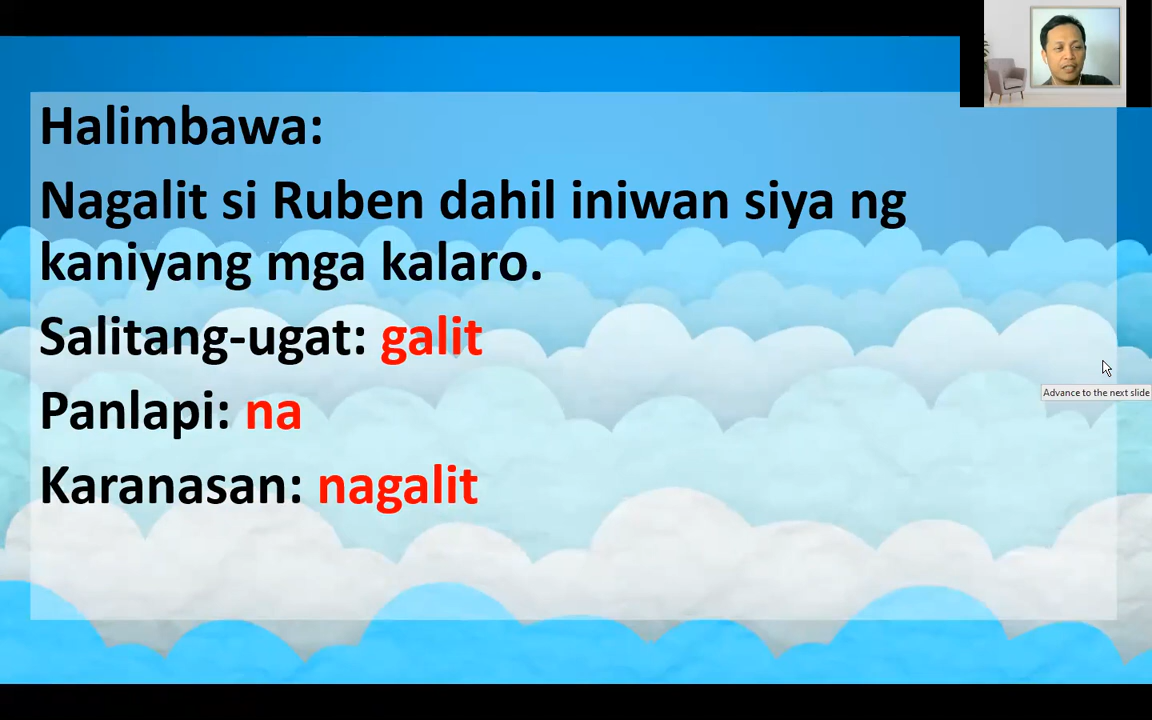 Halimbawa:
Nagalit si Ruben dahil iniwan siya ng
kaniyang mga kalaro.
Salitang-ugat: galit
Panlapi: na
Karanasan: nagalit
Advance to the next slide